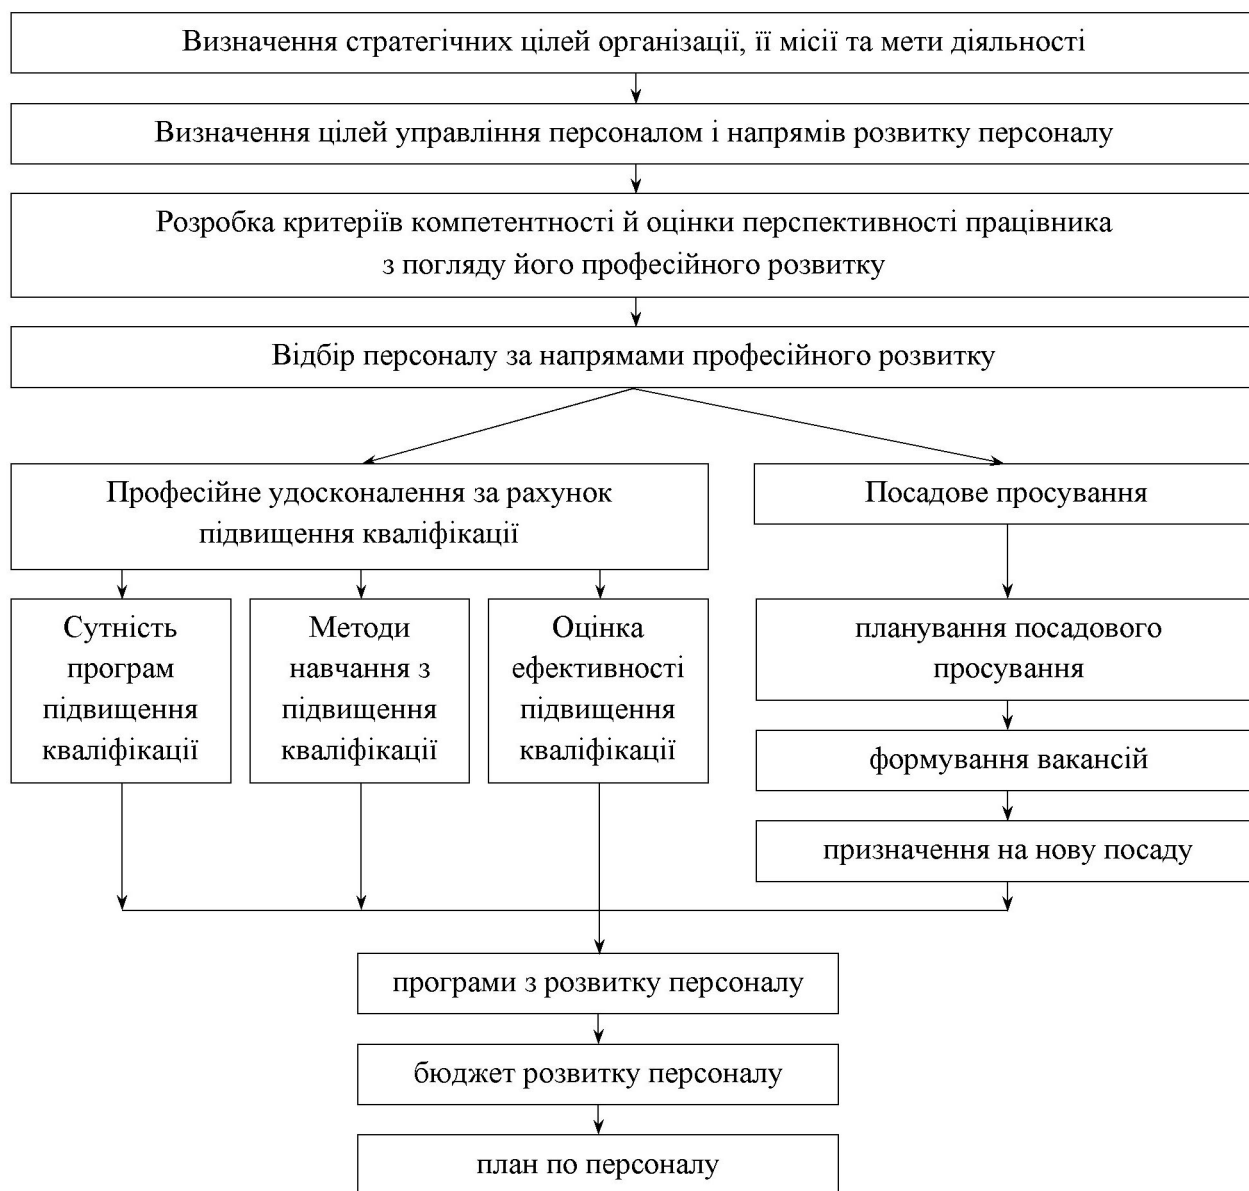 Визначення стратегічних цілей організації, її місії та мети діяльності
Визначення цілей управління персоналом і напрямів розвитку персоналу
Розробка критеріїв компетентності й оцінки перспективності працівника
з погляду його професійного розвитку
Відбір персоналу за напрямами професійного розвитку
Професійне удосконалення за рахунок
підвищення кваліфікації
Посадове просування
Сутність
програм
підвищення
кваліфікації
Методи
навчання з
підвищення
кваліфікації
Оцінка
ефективності
підвищення
кваліфікації
планування посадового
просування
формування вакансій
призначення на нову посаду
програми з розвитку персоналу
бюджет розвитку персоналу
план по персоналу